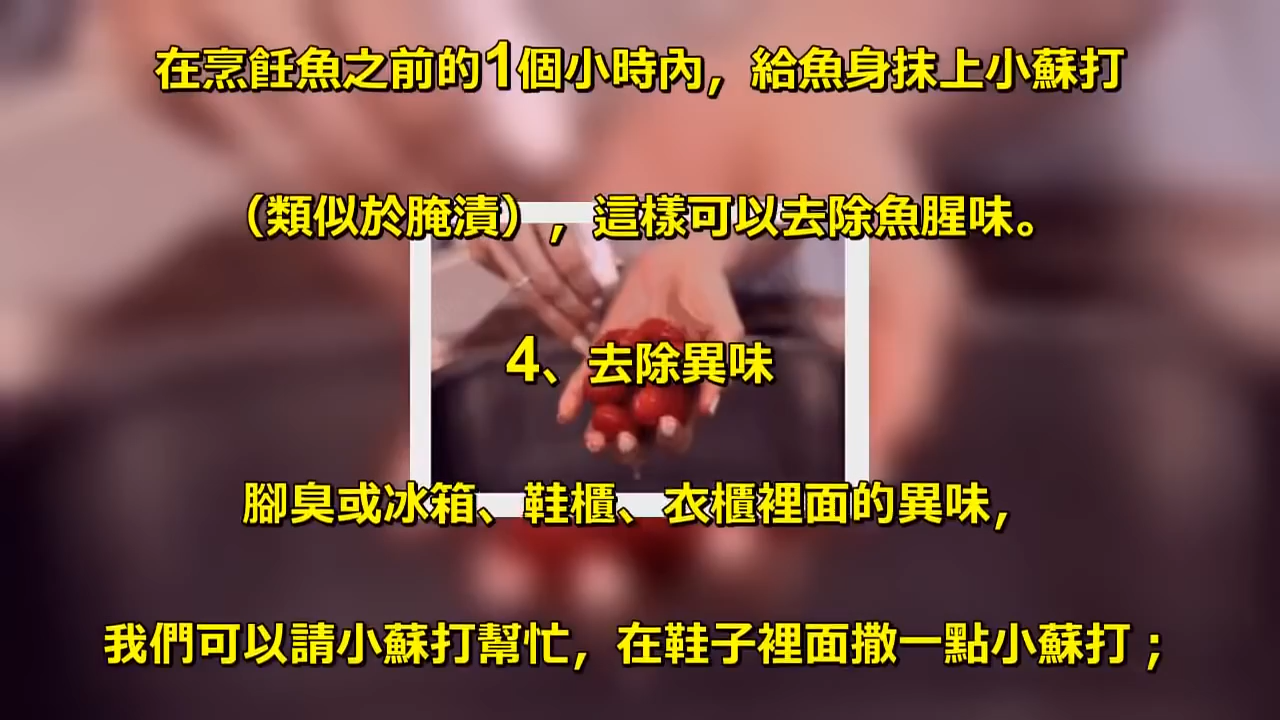 在烹飪魚之前的1個小時內，給魚身抹上小蘇打
（類似於腌漬），這樣可以去除魚腥味。
4、去除異味
腳臭或冰箱、鞋櫃、衣櫃裡面的異味，
我們可以請小蘇打幫忙，在鞋子裡面撒一點小蘇打；